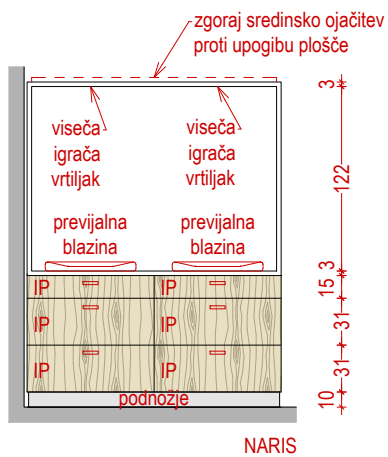 zgoraj sredinsko ojačitev
proti upogibu plošče
viseča
igrača
vrtiljak
viseča
igrača
vrtiljak
previjalna
blazina
previjalna
blazina
IP
IP
IP
IP
IP
IP
podnožje
3
122
3
15
31
31
10
NARIS